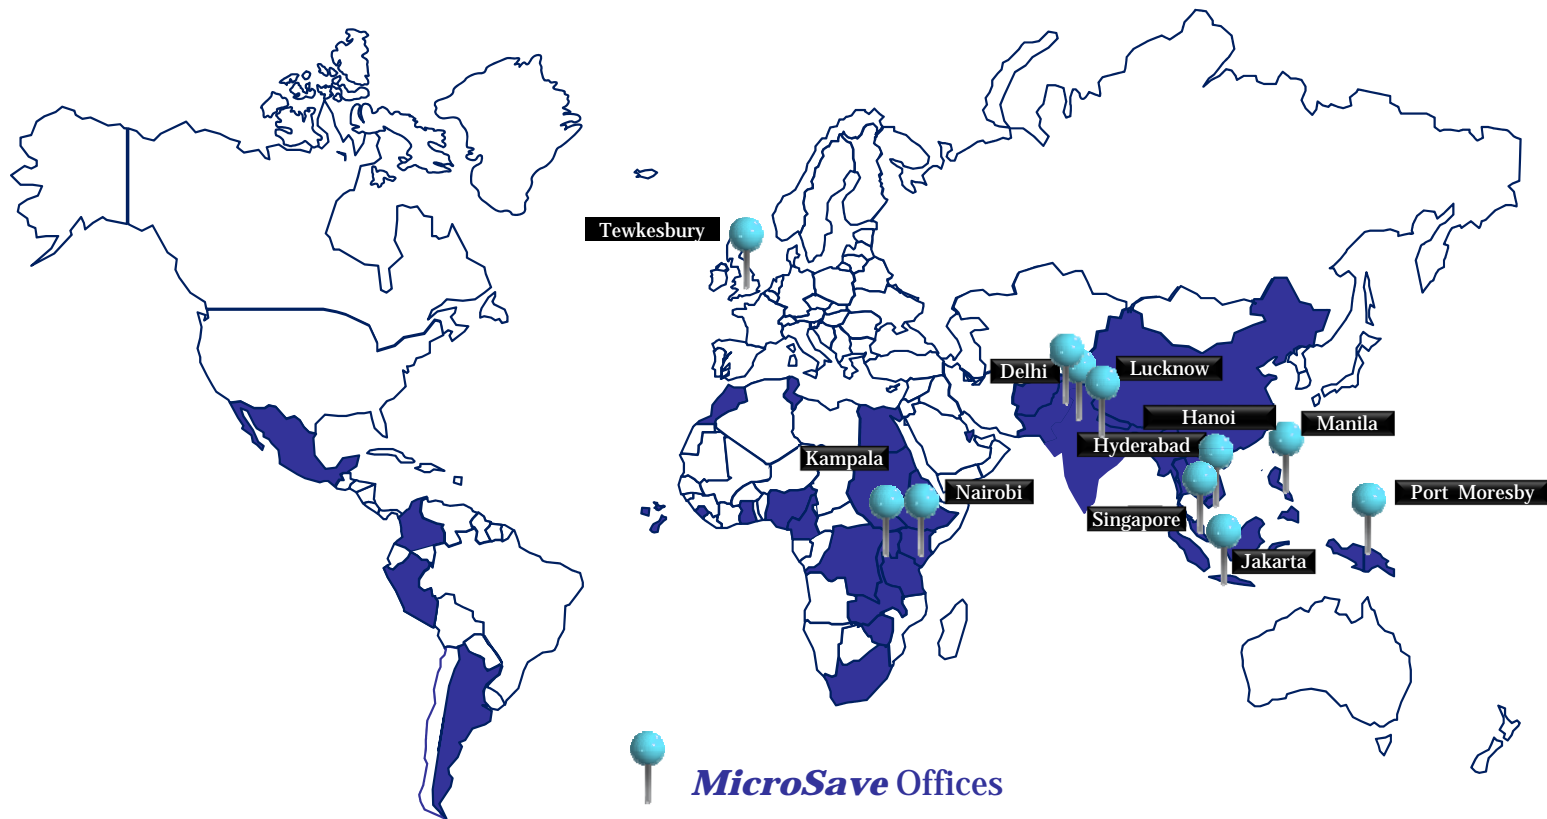 Tewkesbury
Delhi
Lucknow
Hanoi
Manila
Hyderabad
Kampala
Nairobi
Port Moresby
Singapore
Jakarta
MicroSave Offices